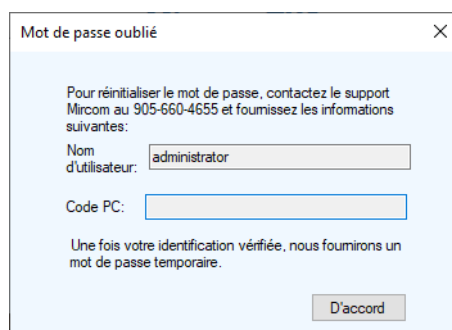 Mot de passe oublié
Pour réinitialiser le mot de passe, contactez le support
Mircom au 905-660-4655 et fournissez les informations
suivantes:
Nom
d'utilisateur:
administrator
Code PC:
Une fois votre identification vérifiée, nous fournirons un
mot de passe temporaire.
D'accord